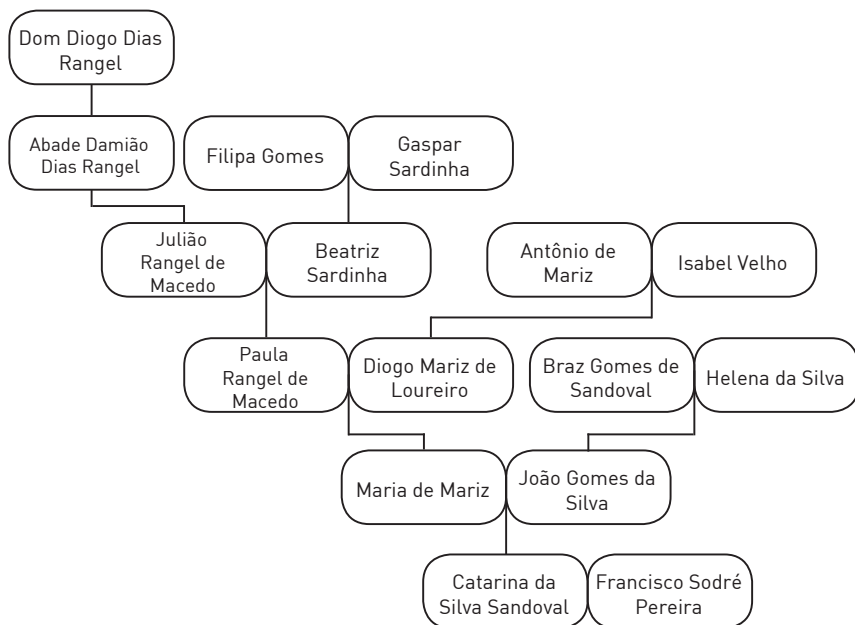 Dom Diogo Dias
Rangel
Abade Damião
Dias Rangel
Filipa Gomes
Gaspar
Sardinha
Julião
Rangel de
Macedo
Beatriz
Sardinha
Antônio de
Mariz
Isabel Velho
Paula
Rangel de
Macedo
Diogo Mariz de
Loureiro
Braz Gomes de
Sandoval
Helena da Silva
Maria de Mariz
João Gomes da
Silva
Catarina da
Silva Sandoval
Francisco Sodré
Pereira